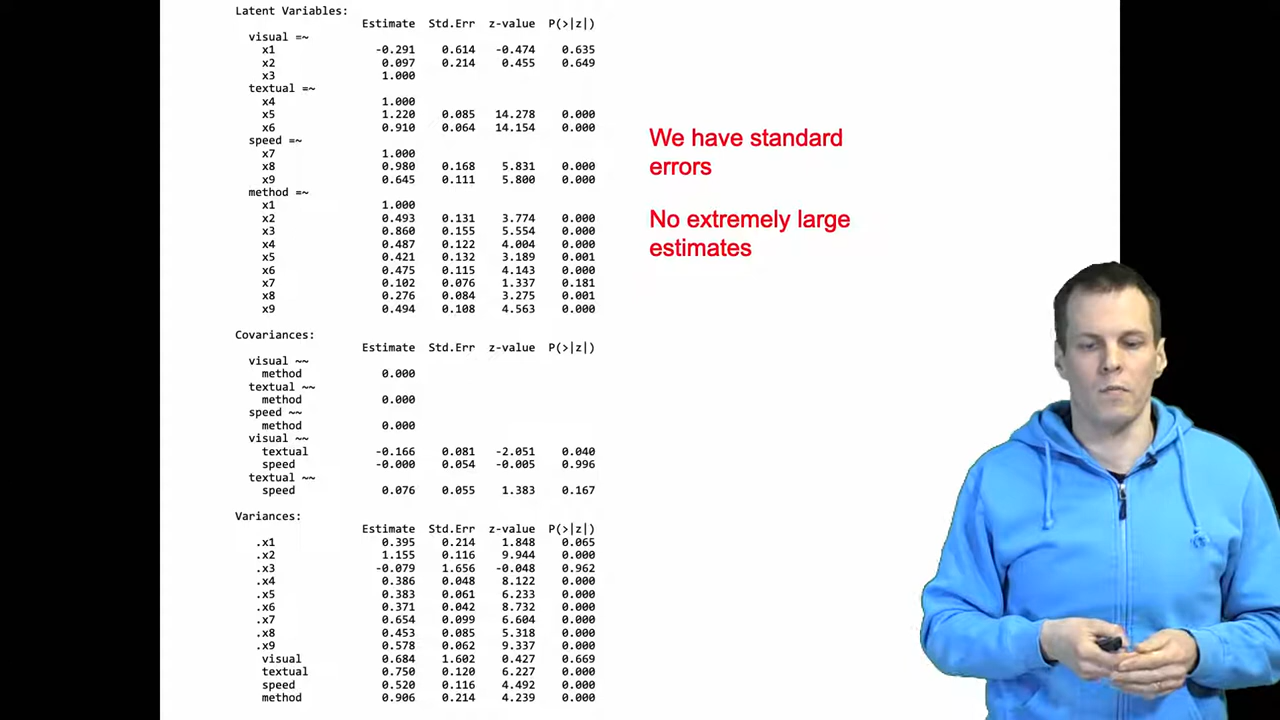 Latent Variables:
Estimate Std.Err z-value P(>|z|)
visual =~
x1 -0.291 0.614 -0.474 0.635
x2 0.097 0.214 0.455 0.649
x3 1.000
textual =~
x4 1.000
x5 1.220 0.085 14.278 0.000
x6 0.910 0.064 14.154 0.000
speed =~
x7 1.000
x8 0.980 0.168 5.831 0.000
x9 0.645 0.111 5.800 0.000
method =~
x1 1.000
x2 0.493 0.131 3.774 0.000
x3 0.860 0.155 5.554 0.000
x4 0.487 0.122 4.004 0.000
x5 0.421 0.132 3.189 0.001
x6 0.475 0.115 4.143 0.000
x7 0.102 0.076 1.337 0.181
x8 0.276 0.084 3.275 0.001
x9 0.494 0.108 4.563 0.000
Covariances:
Estimate Std.Err z-value P(>|z|)
visual ~~
method 0.000
textual ~~
method 0.000
speed ~~
method 0.000
visual ~~
textual -0.166 0.081 -2.051 0.040
speed -0.000 0.054 -0.005 0.996
textual ~~
speed 0.076 0.055 1.383 0.167
Variances:
Estimate Std.Err z-value P(>|z|)
.x1 0.395 0.214 1.848 0.065
.x2 1.155 0.116 9.944 0.000
.x3 -0.079 1.656 -0.048 0.962
.x4 0.386 0.048 8.122 0.000
.x5 0.383 0.061 6.233 0.000
.x6 0.371 0.042 8.732 0.000
.x7 0.654 0.099 6.604 0.000
.x8 0.453 0.085 5.318 0.000
.x9 0.578 0.062 9.337 0.000
visual 0.684 1.602 0.427 0.669
textual 0.750 0.120 6.227 0.000
speed 0.520 0.116 4.492 0.000
method 0.906 0.214 4.239 0.000
We have standard
errors
No extremely large
estimates